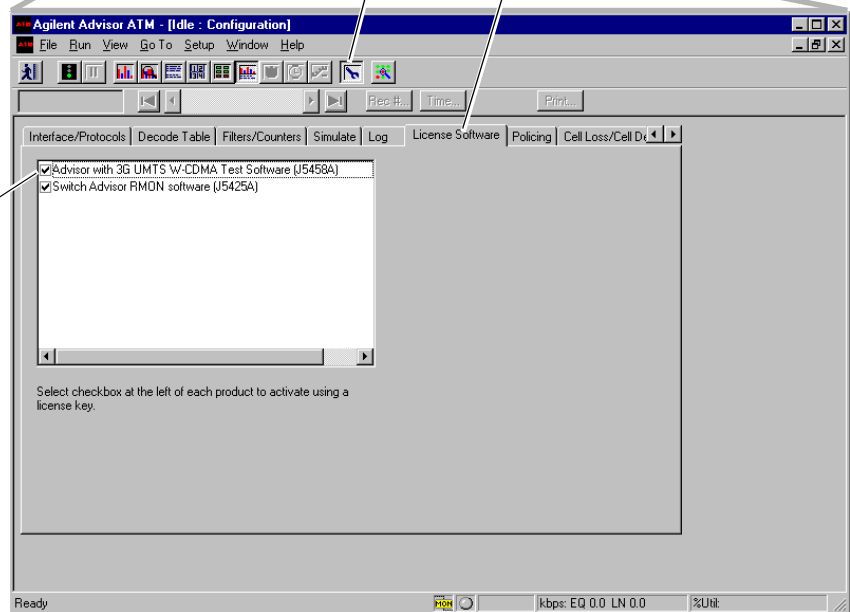 ATM Agilent Advisor ATM - [Idle : Configuration]
ATM File Run View Go To Setup Window Help
Rec #... Time... Print...
Interface/Protocols Decode Table Filters/Counters Simulate Log License Software Policing Cell Loss/Cell De
Advisor with 3G UMTS W-CDMA Test Software (J5458A)
Switch Advisor RMON software (J5425A)
Select checkbox at the left of each product to activate using a
license key.
Ready MON kbps: EQ 0.0 LN 0.0 %Util: